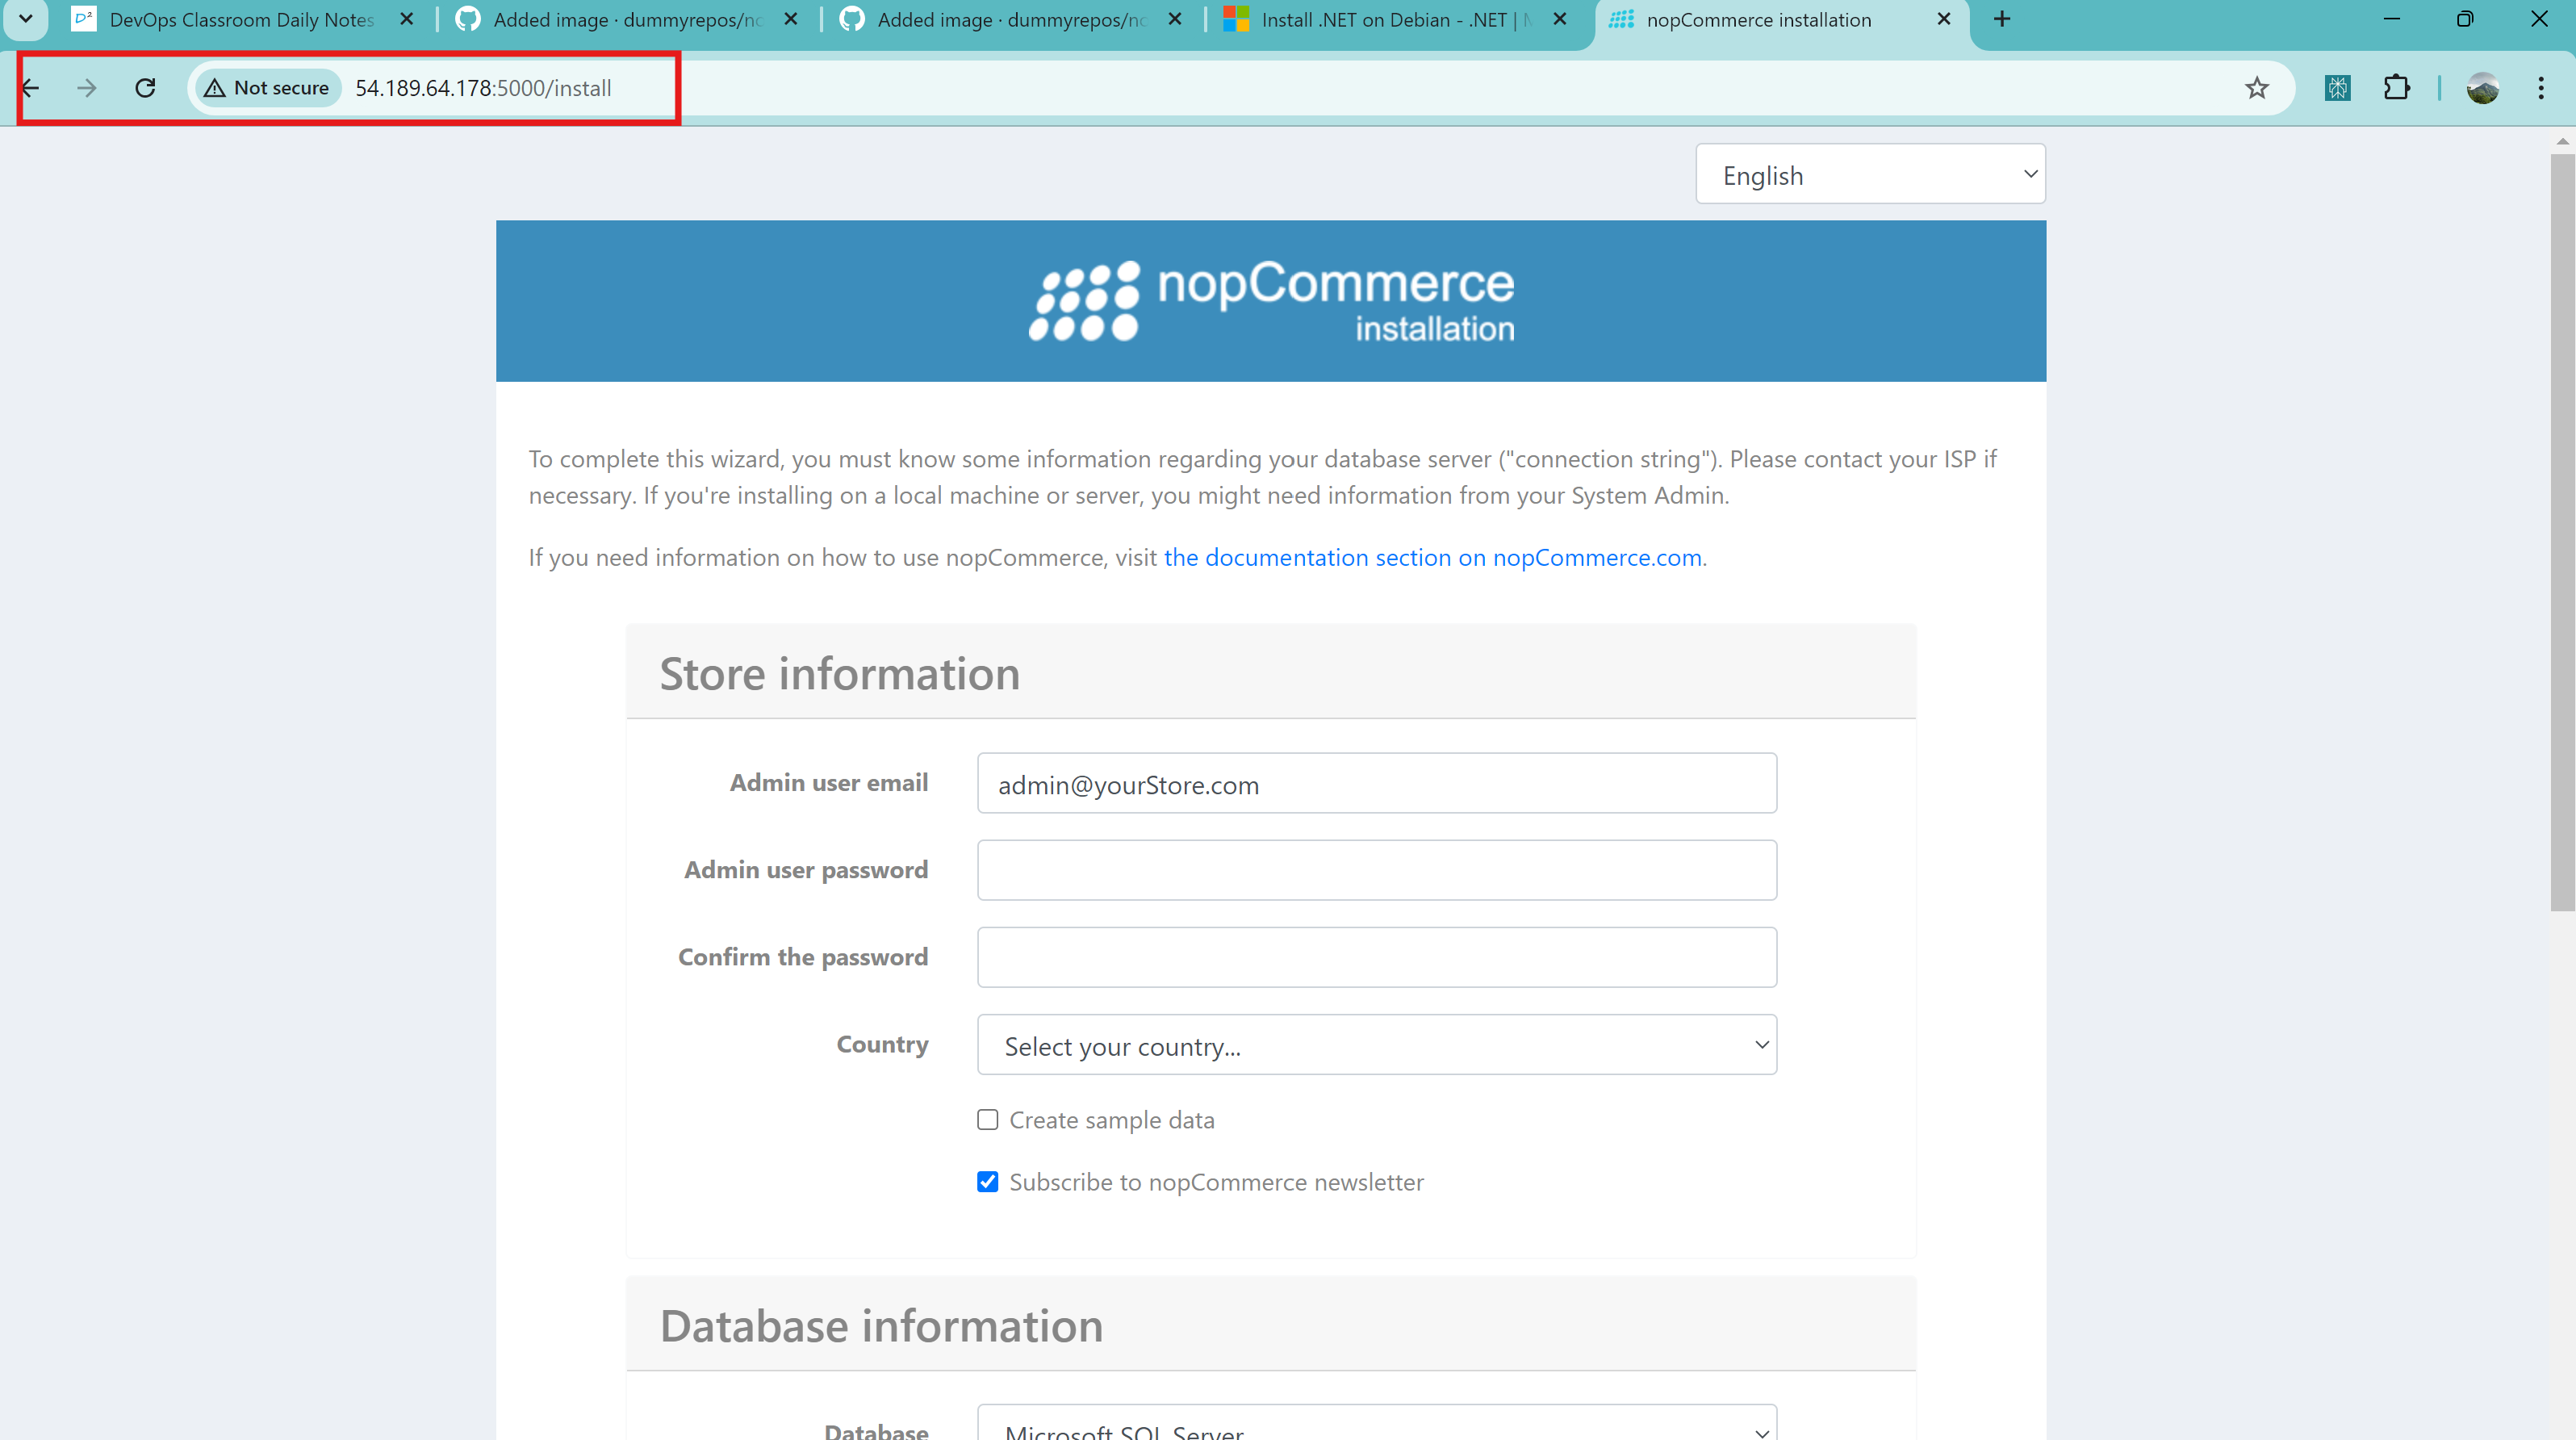 DevOps Classroom Daily Notes
Added image · dummyrepos/nc
Added image · dummyrepos/nc
Install .NET on Debian - .NET |
nopCommerce installation
Not secure
54.189.64.178:5000/install
English
nopCommerce
installation
To complete this wizard, you must know some information regarding your database server ("connection string"). Please contact your ISP if
necessary. If you're installing on a local machine or server, you might need information from your System Admin.
If you need information on how to use nopCommerce, visit the documentation section on nopCommerce.com.
Store information
Admin user email
admin@yourStore.com
Admin user password
Confirm the password
Country
Select your country...
Create sample data
Subscribe to nopCommerce newsletter
Database information
Database
Microsoft SQL Server